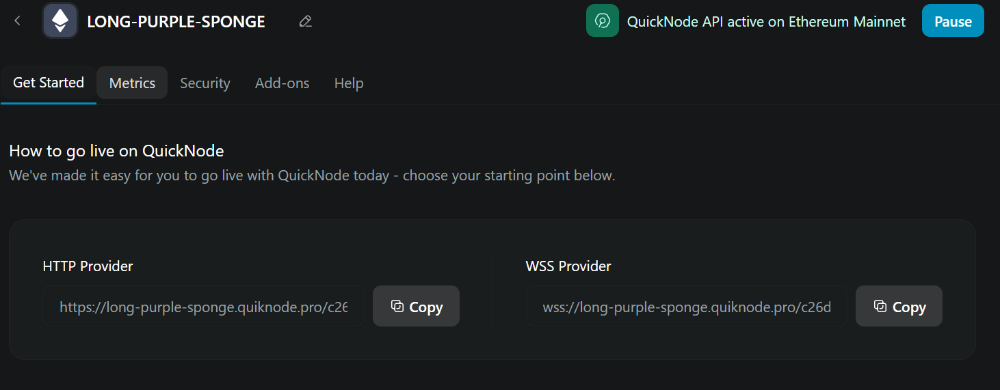 LONG-PURPLE-SPONGE
QuickNode API active on Ethereum Mainnet
Pause
Get Started
Metrics
Security
Add-ons
Help
How to go live on QuickNode
We've made it easy for you to go live with QuickNode today - choose your starting point below.
HTTP Provider
https://long-purple-sponge.quiknode.pro/c26
Copy
WSS Provider
wss://long-purple-sponge.quiknode.pro/c26d
Copy